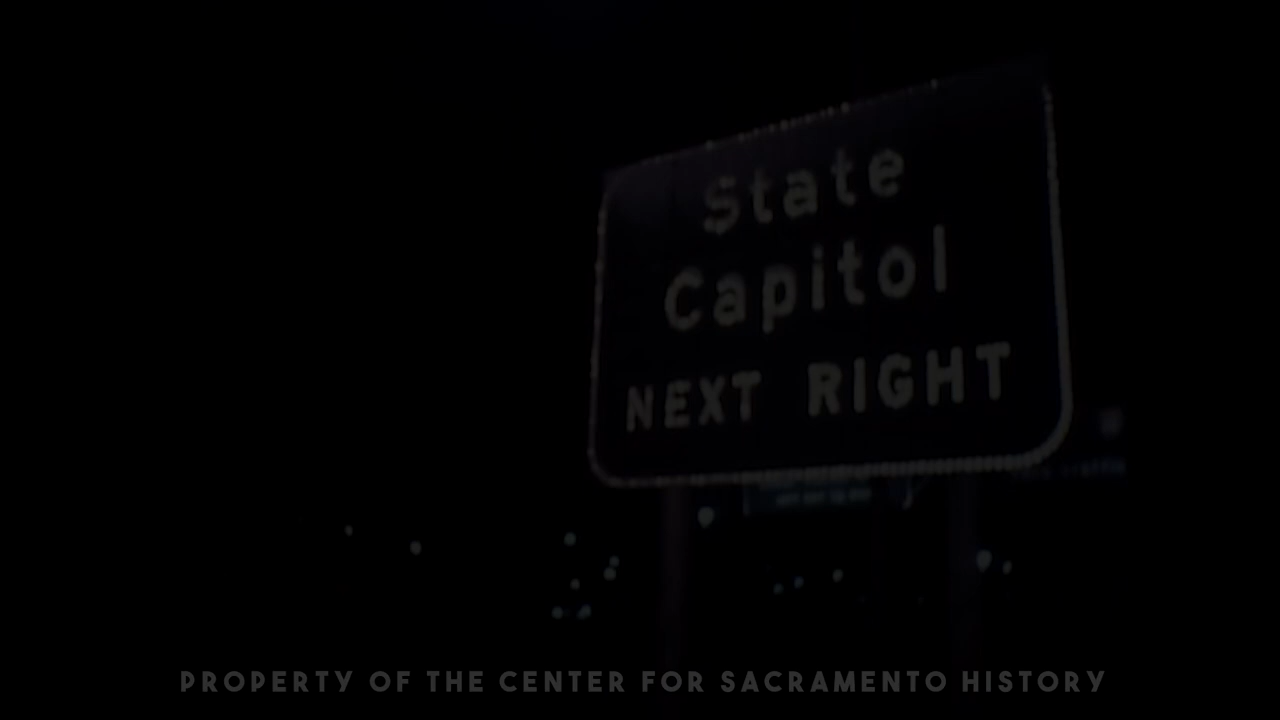 State
Capitol
NEXT RIGHT
PROPERTY OF THE CENTER FOR SACRAMENTO HISTORY